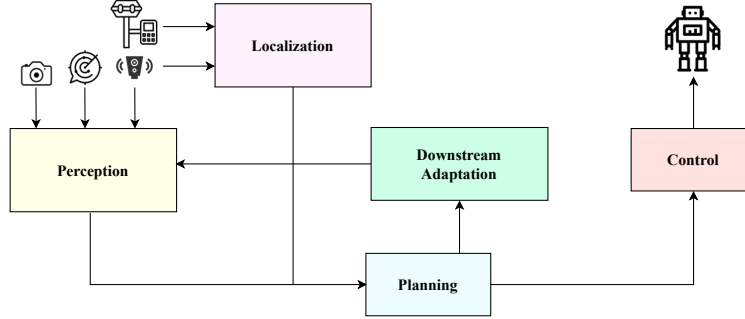 Localization
Perception
Downstream
Adaptation
Control
Planning